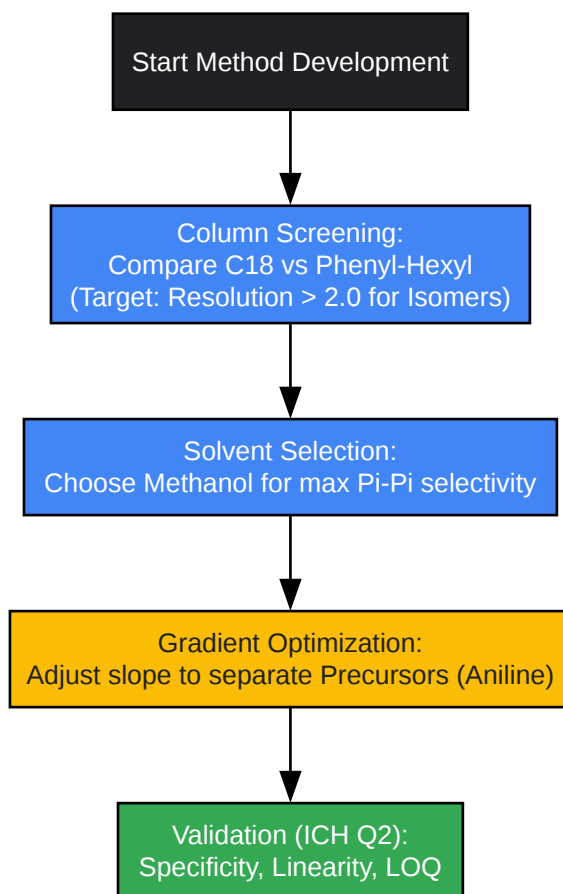 Start Method Development
Column Screening:
Compare C18 vs Phenyl-Hexyl
(Target: Resolution > 2.0 for Isomers)
Solvent Selection:
Choose Methanol for max Pi-Pi selectivity
Gradient Optimization:
Adjust slope to separate Precursors (Aniline)
Validation (ICH Q2):
Specificity, Linearity, LOQ